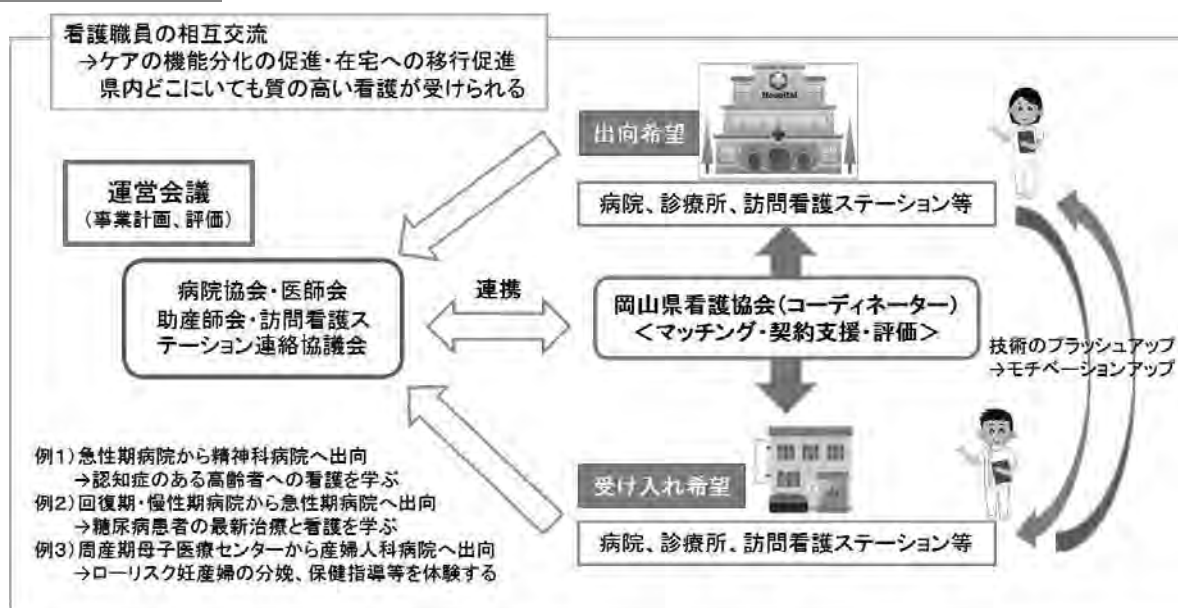 看護職員の相互交流
→ケアの機能分化の促進・在宅への移行促進
県内どこにいても質の高い看護が受けられる
運営会議
(事業計画、評価)
Hospital
出向希望
病院、診療所、訪問看護ステーション等
病院協会・医師会
助産師会・訪問看護ス
テーション連絡協議会
連携
岡山県看護協会(コーディネーター)
<マッチング・契約支援・評価>
技術のブラッシュアップ
→モチベーションアップ
例1)急性期病院から精神科病院へ出向
→認知症のある高齢者への看護を学ぶ
例2)回復期・慢性期病院から急性期病院へ出向
→糖尿病患者の最新治療と看護を学ぶ
例3)周産期母子医療センターから産婦人科病院へ出向
→ローリスク妊産婦の分娩、保健指導等を体験する
受け入れ希望
病院、診療所、訪問看護ステーション等